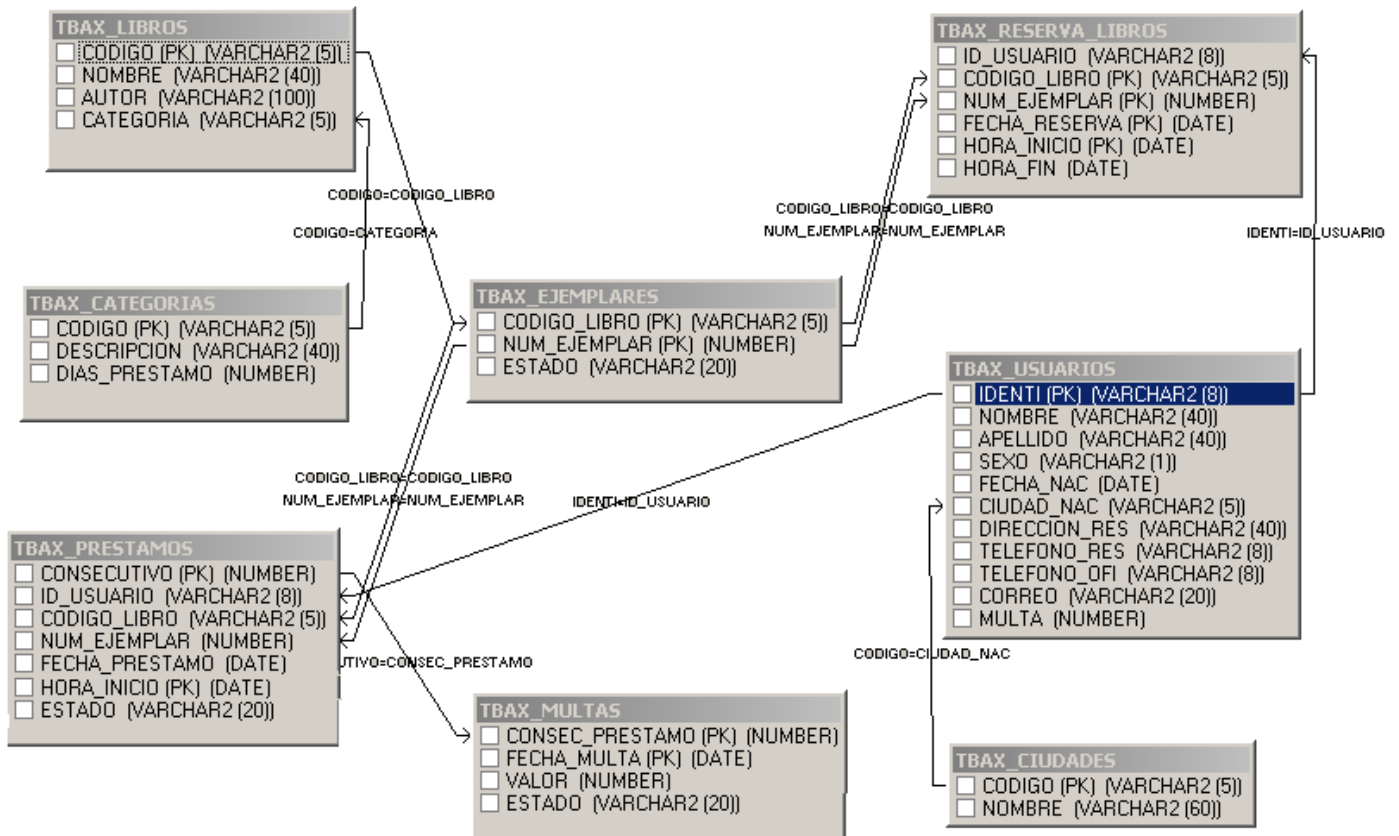 TBAX_LIBROS
CODIGO (PK) (VARCHAR2 (5))
NOMBRE (VARCHAR2 (40))
AUTOR (VARCHAR2 (100))
CATEGORIA (VARCHAR2 (5))
TBAX_RESERVA_LIBROS
ID_USUARIO (VARCHAR2 (8))
CODIGO_LIBRO (PK) (VARCHAR2 (5))
NUM_EJEMPLAR (PK) (NUMBER)
FECHA_RESERVA (PK) (DATE)
HORA_INICIO (PK) (DATE)
HORA_FIN (DATE)
CODIGO=CODIGO_LIBRO
CODIGO=CATEGORIA
CODIGO_LIBRO=CODIGO_LIBRO
NUM_EJEMPLAR=NUM_EJEMPLAR
IDENTI=ID_USUARIO
TBAX_CATEGORIAS
CODIGO (PK) (VARCHAR2 (5))
DESCRIPCION (VARCHAR2 (40))
DIAS_PRESTAMO (NUMBER)
TBAX_EJEMPLARES
CODIGO_LIBRO (PK) (VARCHAR2 (5))
NUM_EJEMPLAR (PK) (NUMBER)
ESTADO (VARCHAR2 (20))
TBAX_USUARIOS
IDENTI (PK) (VARCHAR2 (8))
NOMBRE (VARCHAR2 (40))
APELLIDO (VARCHAR2 (40))
SEXO (VARCHAR2 (1))
FECHA_NAC (DATE)
CIUDAD_NAC (VARCHAR2 (5))
DIRECCION_RES (VARCHAR2 (40))
TELEFONO_RES (VARCHAR2 (8))
TELEFONO_OFI (VARCHAR2 (8))
CORREO (VARCHAR2 (20))
MULTA (NUMBER)
CODIGO_LIBRO=CODIGO_LIBRO
NUM_EJEMPLAR=NUM_EJEMPLAR
IDENTI=ID_USUARIO
TBAX_PRESTAMOS
CONSECUTIVO (PK) (NUMBER)
ID_USUARIO (VARCHAR2 (8))
CODIGO_LIBRO (VARCHAR2 (5))
NUM_EJEMPLAR (NUMBER)
FECHA_PRESTAMO (DATE)
HORA_INICIO (PK) (DATE)
ESTADO (VARCHAR2 (20))
UTIVO=CONSEC_PRESTAMO
CODIGO=CIUDAD_NAC
TBAX_MULTAS
CONSEC_PRESTAMO (PK) (NUMBER)
FECHA_MULTA (PK) (DATE)
VALOR (NUMBER)
ESTADO (VARCHAR2 (20))
TBAX_CIUDADES
CODIGO (PK) (VARCHAR2 (5))
NOMBRE (VARCHAR2 (60))